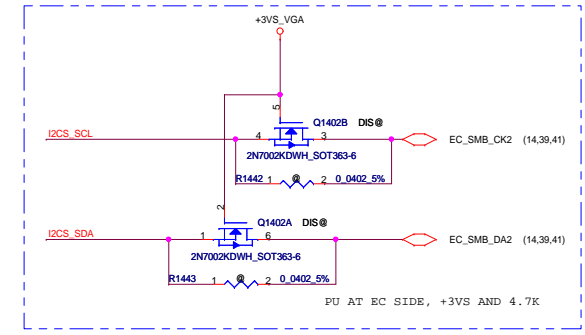 +3VS_VGA
5
Q1402B DIS@
I2CS_SCL 4 3 EC_SMB_CK2 (14,39,41)
2N7002KDWH_SOT363-6
R1442 1 @ 2 0_0402_5%
2
Q1402A DIS@
I2CS_SDA 1 6 EC_SMB_DA2 (14,39,41)
2N7002KDWH_SOT363-6
R1443 1 @ 2 0_0402_5%
PU AT EC SIDE, +3VS AND 4.7K